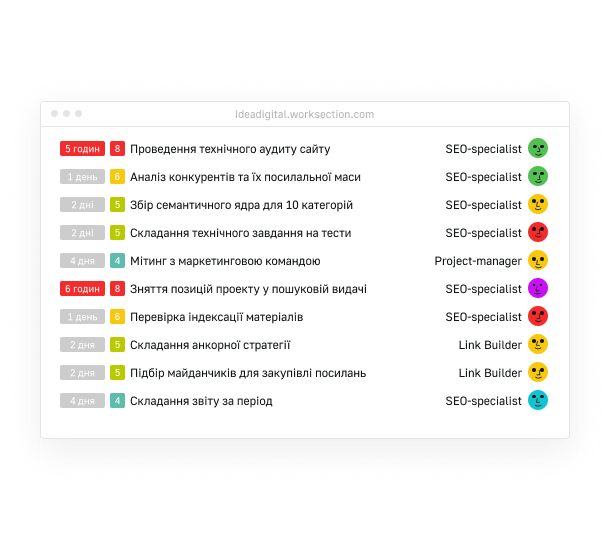 ideadigital.worksection.com
5 годин 8 Проведення технічного аудиту сайту SEO-specialist
1 день 6 Аналіз конкурентів та їх посилальної маси SEO-specialist
2 дні 5 Збір семантичного ядра для 10 категорій SEO-specialist
2 дні 5 Складання технічного завдання на тести SEO-specialist
4 дня 4 Мітинг з маркетинговою командою Project-manager
6 годин 8 Зняття позицій проекту у пошуковій видачі SEO-specialist
1 день 6 Перевірка індексації матеріалів SEO-specialist
2 дня 5 Складання анкорної стратегії Link Builder
2 дня 5 Підбір майданчиків для закупівлі посилань Link Builder
4 дня 4 Складання звіту за період SEO-specialist